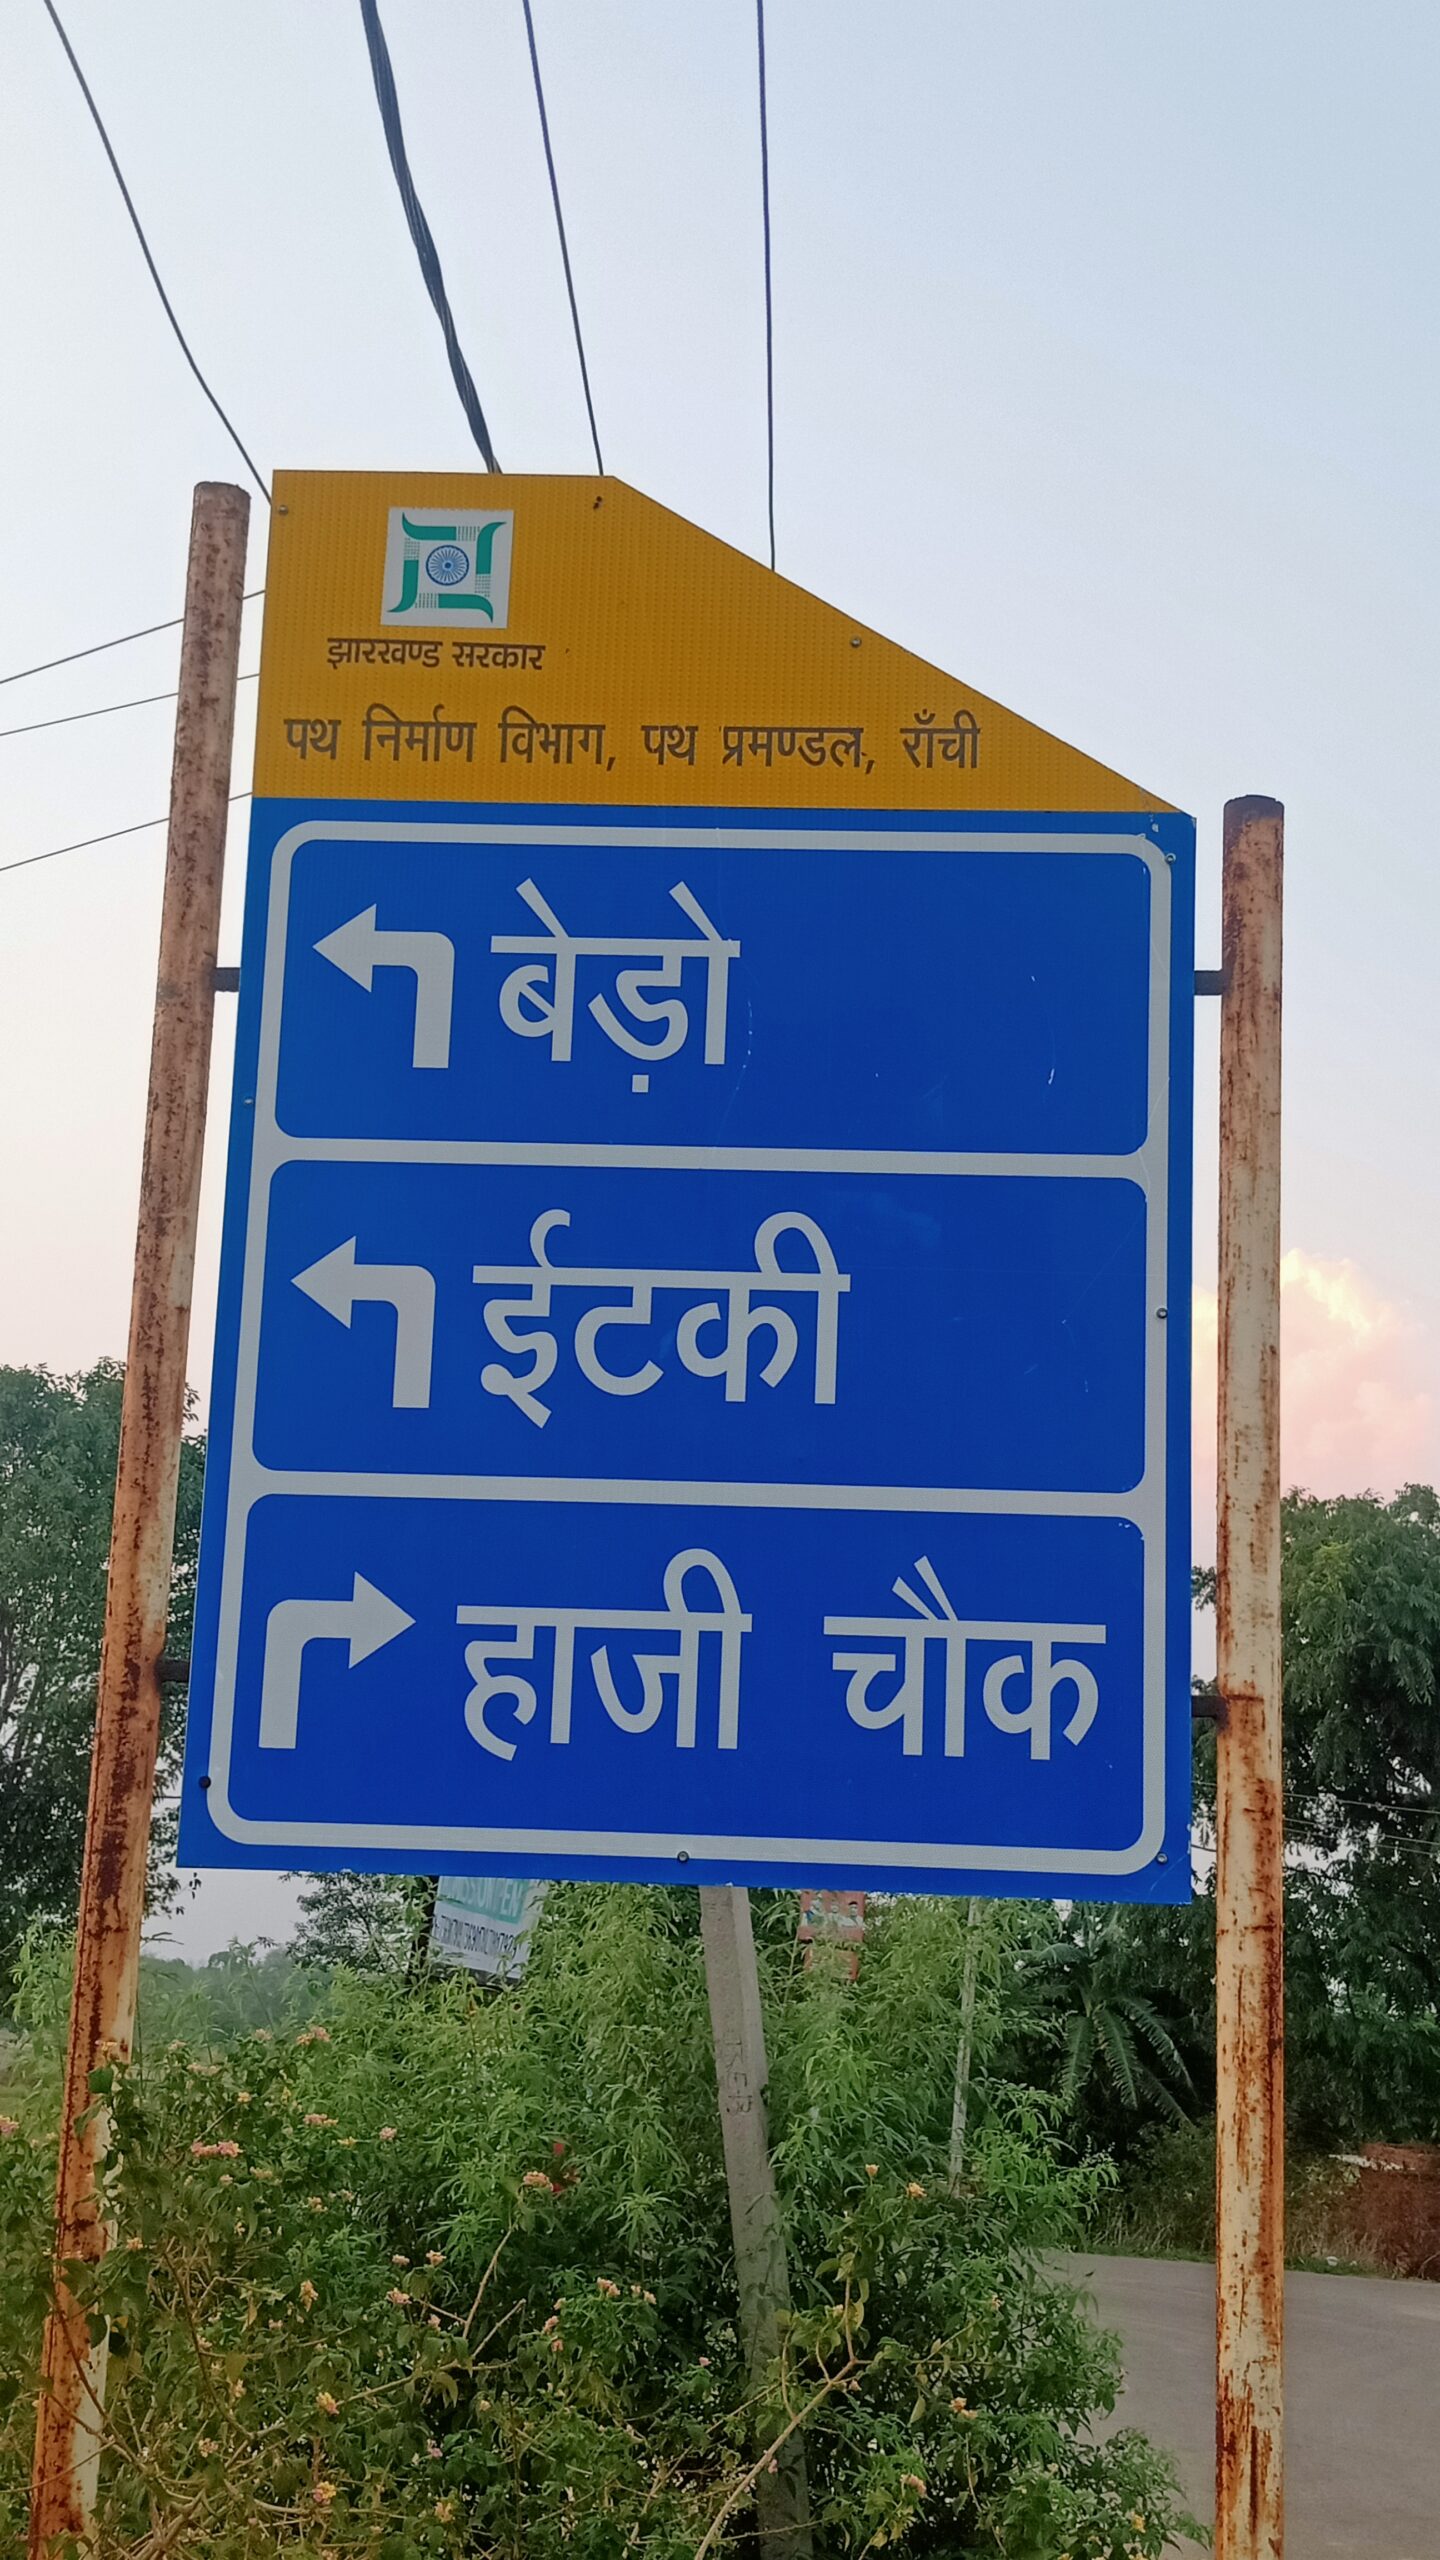 झारखण्ड सरकार
पथ निर्माण विभाग, पथ प्रमण्डल, राँची
बेड़ो
ईटकी
हाजी चौक